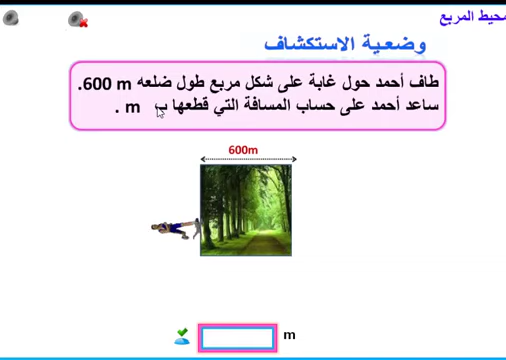 محيط المربع
وضعية الاستكشاف
طاف أحمد حول غابة على شكل مربع طول ضلعه 600 m.
ساعد أحمد على حساب المسافة التي قطعها ب m .
600m
m